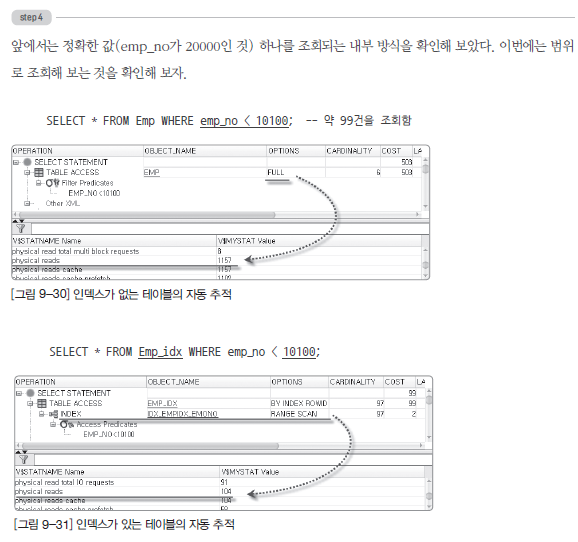 step 4
앞에서는 정확한 값(emp_no가 20000인 것) 하나를 조회되는 내부 방식을 확인해 보았다. 이번에는 범위
로 조회해 보는 것을 확인해 보자.
SELECT * FROM Emp WHERE emp_no < 10100;  -- 약 99건을 조회함
OPERATION OBJECT_NAME OPTIONS CARDINALITY COST LA
SELECT STATEMENT 503
TABLE ACCESS EMP FULL 6 503
Filter Predicates
EMP_NO<10100
Other XML
V$STATNAME Name V$MYSTAT Value
physical read total multi block requests 8
physical reads 1157
physical reads cache 1157
physical reads cache prefetch
[그림 9-30] 인덱스가 없는 테이블의 자동 추적
SELECT * FROM Emp_idx WHERE emp_no < 10100;
OPERATION OBJECT_NAME OPTIONS CARDINALITY COST LA
SELECT STATEMENT 99
TABLE ACCESS EMP_IDX BY INDEX ROWID 97 99
INDEX IDX_EMPIDX_EMONO RANGE SCAN 97 2
Access Predicates
EMP_NO<10100
V$STATNAME Name V$MYSTAT Value
physical read total IO requests 91
physical reads 104
physical reads cache 104
physical reads cache prefetch
[그림 9-31] 인덱스가 있는 테이블의 자동 추적